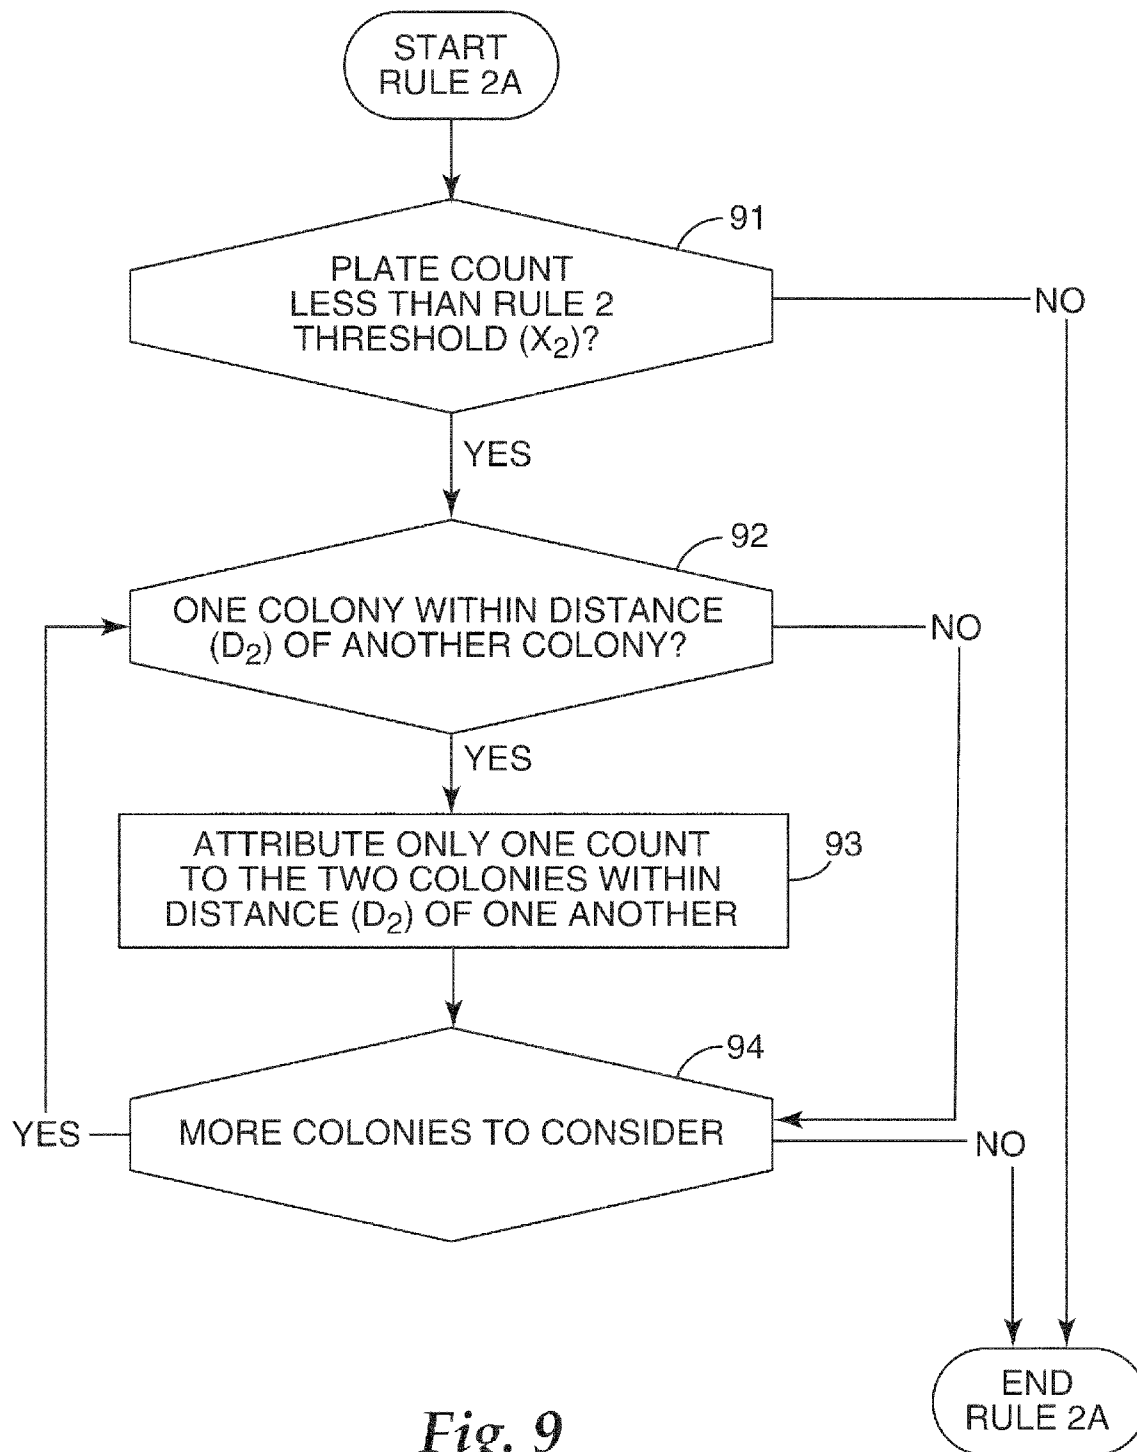 START
RULE 2A
91
PLATE COUNT
LESS THAN RULE 2
THRESHOLD (X₂)?
NO
YES
92
ONE COLONY WITHIN DISTANCE
(D₂) OF ANOTHER COLONY?
NO
YES
ATTRIBUTE ONLY ONE COUNT
TO THE TWO COLONIES WITHIN
DISTANCE (D₂) OF ONE ANOTHER
93
94
YES
MORE COLONIES TO CONSIDER
NO
END
RULE 2A
Fig. 9